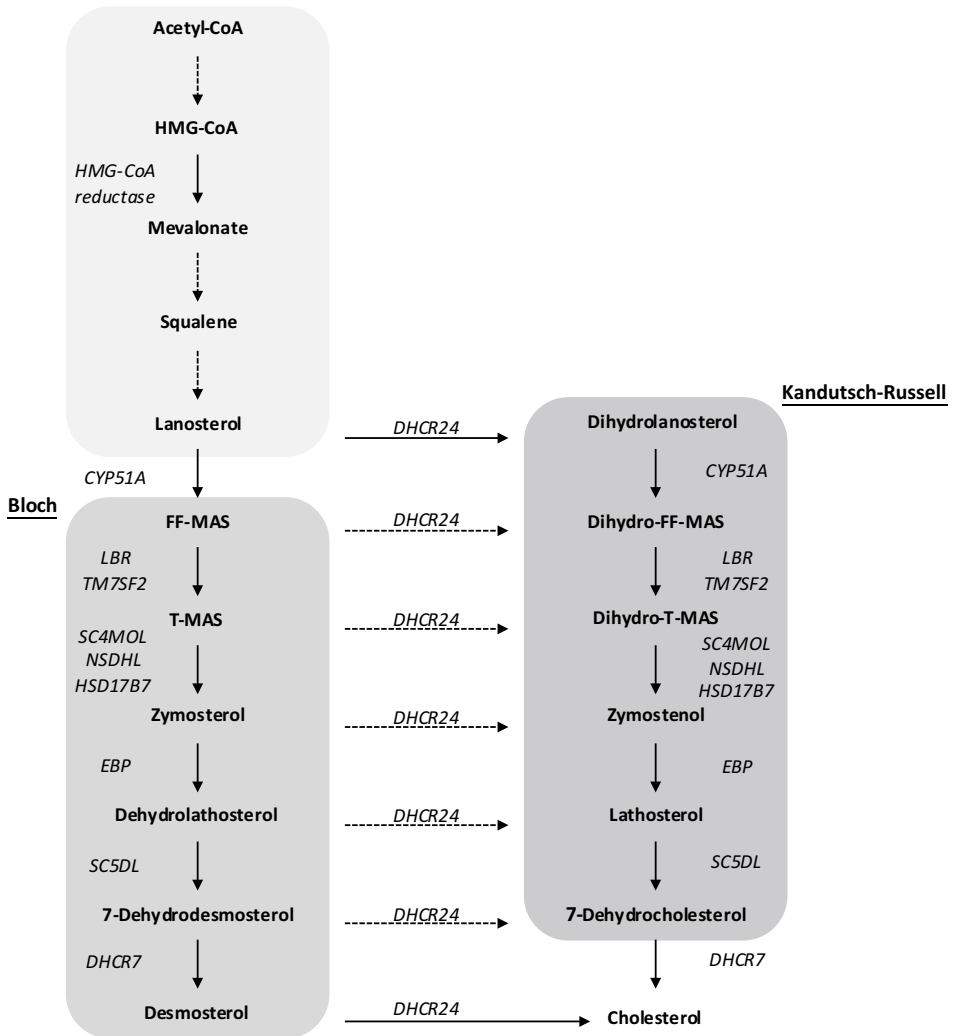 Acetyl-CoA
HMG-CoA
HMG-CoA
reductase
Mevalonate
Squalene
Kandutsch-Russell
Lanosterol
DHCR24
Dihydrolanosterol
CYP51A
CYP51A
Bloch
FF-MAS
DHCR24
Dihydro-FF-MAS
LBR
TM7SF2
LBR
TM7SF2
T-MAS
DHCR24
Dihydro-T-MAS
SC4MOL
NSDHL
HSD17B7
SC4MOL
NSDHL
HSD17B7
Zymosterol
DHCR24
Zymostenol
EBP
EBP
Dehydrolathosterol
DHCR24
Lathosterol
SC5DL
SC5DL
7-Dehydrodesmosterol
DHCR24
7-Dehydrocholesterol
DHCR7
DHCR7
Desmosterol
DHCR24
Cholesterol